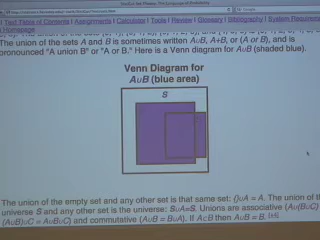 | Text Table of Contents | Assignments | Calculator | Tools | Review | Glossary | Bibliography | System Requirements
Homepage
The union of the sets A and B is sometimes written A∪B, A+B, or (A or B), and is
pronounced "A union B" or "A or B." Here is a Venn diagram for A∪B (shaded blue).
Venn Diagram for
A∪B (blue area)
S
The union of the empty set and any other set is that same set: {}∪A = A. The union of the
universe S and any other set is the universe: S∪A=S. Unions are associative (A∪(B∪C)
(A∪B)∪C = A∪B∪C) and commutative (A∪B = B∪A). If A⊂B then A∪B = B.